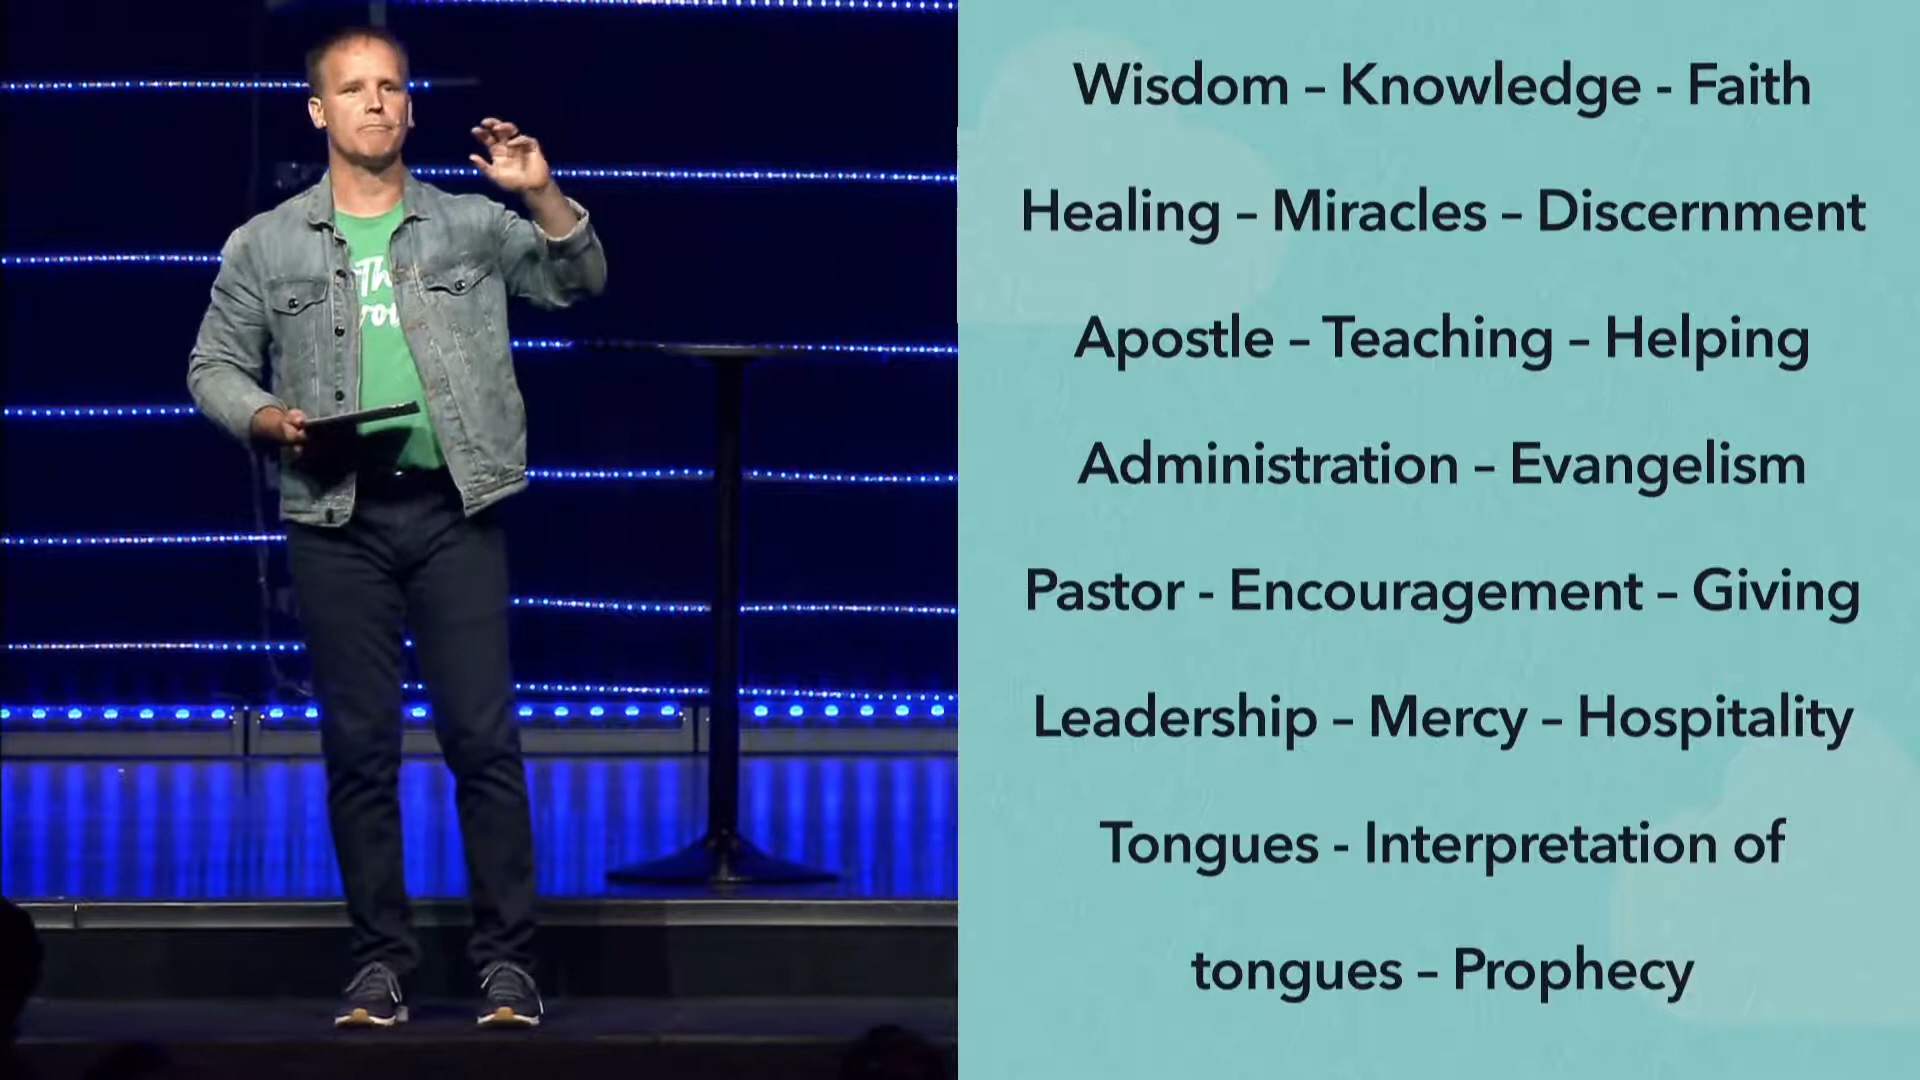 Wisdom – Knowledge - Faith
Healing – Miracles – Discernment
Apostle – Teaching – Helping
Administration – Evangelism
Pastor - Encouragement – Giving
Leadership – Mercy – Hospitality
Tongues - Interpretation of
tongues – Prophecy